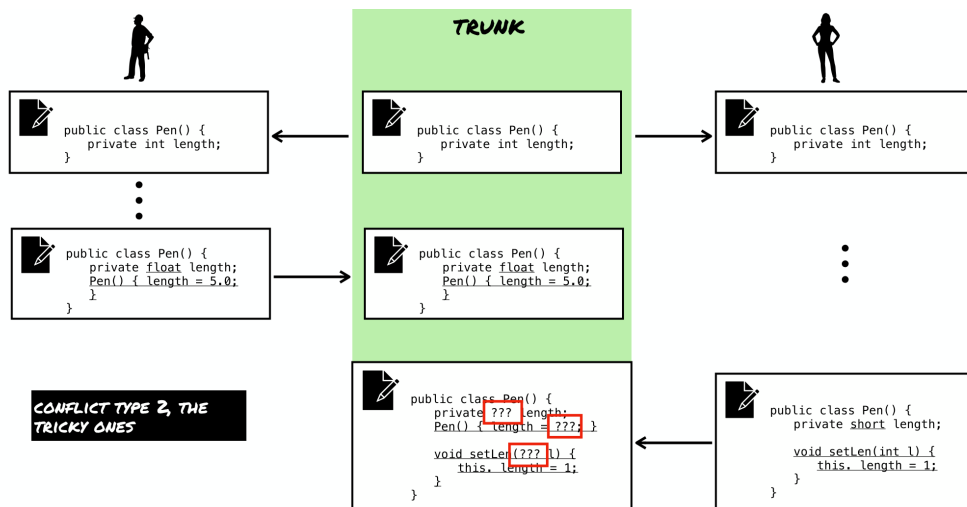 TRUNK
public class Pen() {
private int length;
}
public class Pen() {
private int length;
}
public class Pen() {
private int length;
}
public class Pen() {
private float length;
Pen() { length = 5.0;
}
}
public class Pen() {
private float length;
Pen() { length = 5.0;
}
}
CONFLICT TYPE 2, THE
TRICKY ONES
public class Pen() {
private ??? length;
Pen() { length = ???; }
void setLen(??? l) {
this. length = 1;
}
}
public class Pen() {
private short length;
void setLen(int l) {
this. length = 1;
}
}